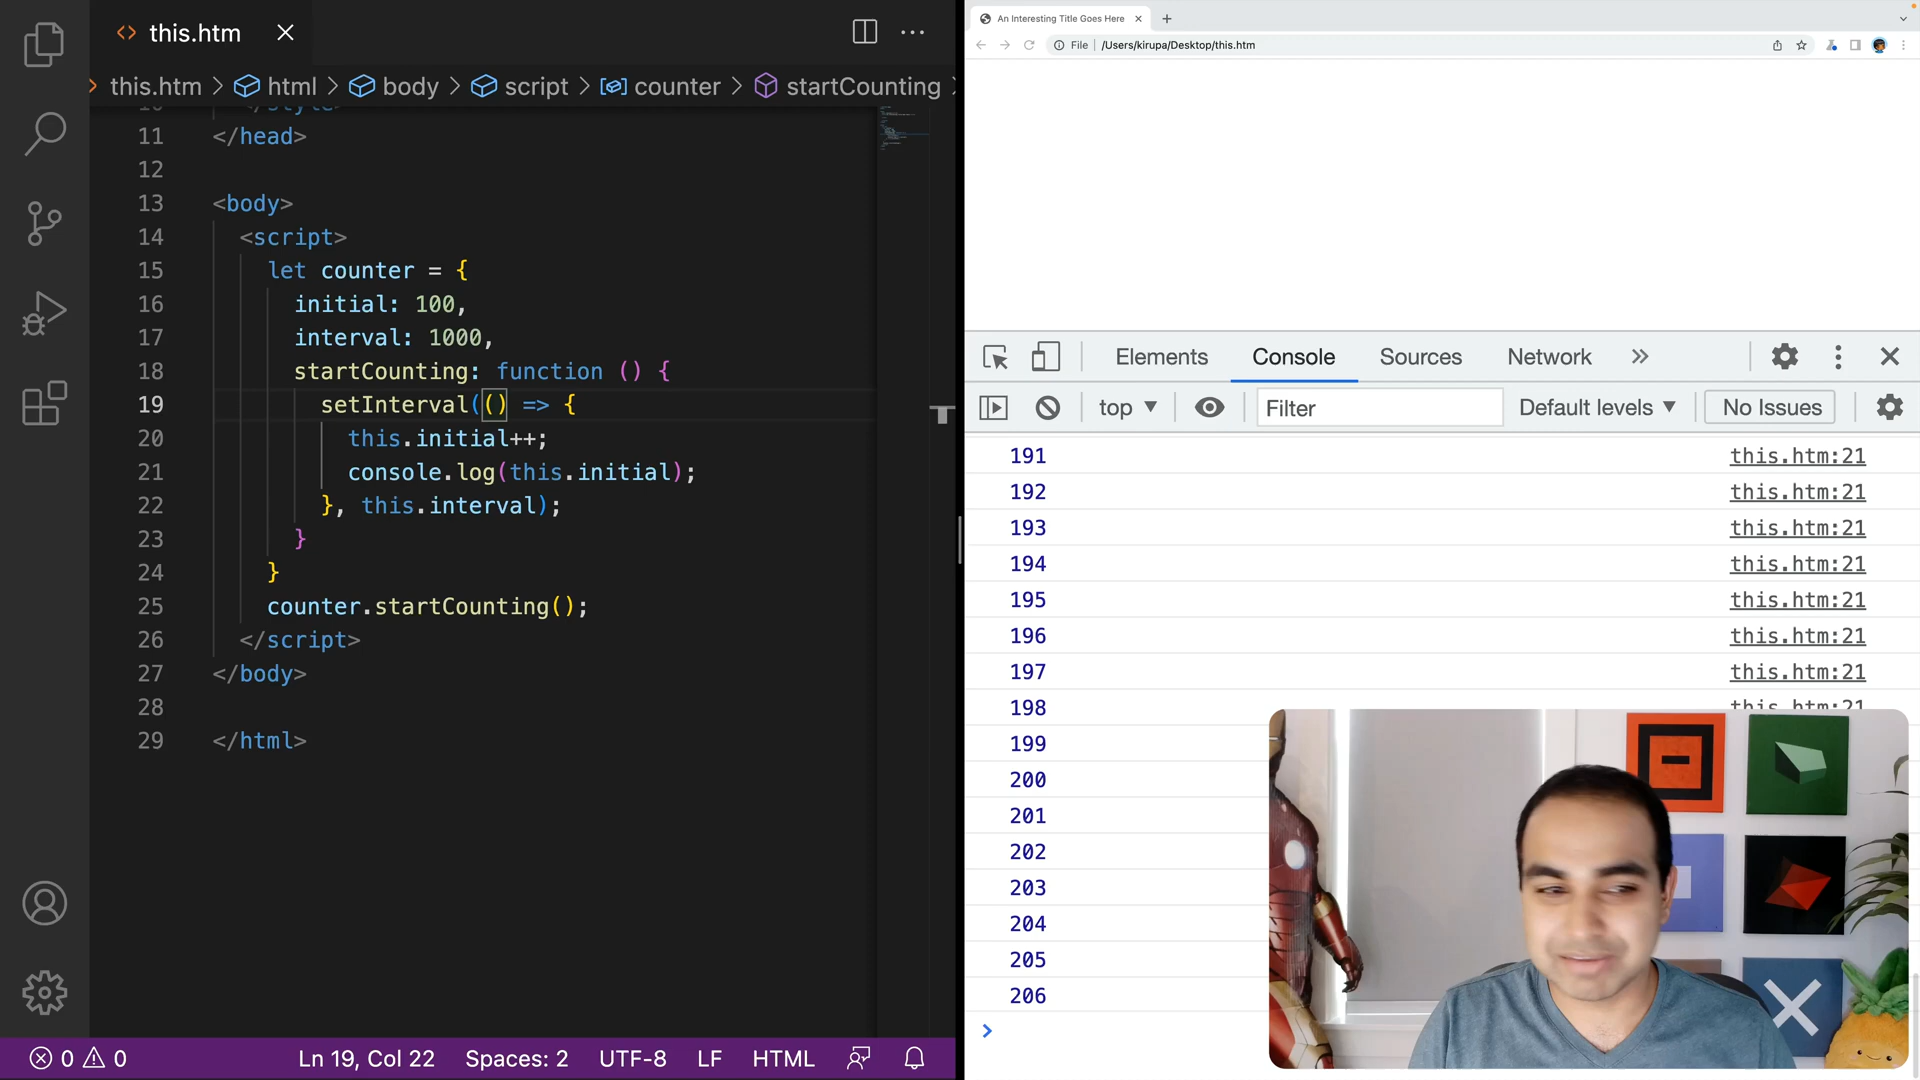 this.htm
this.htm > html > body > script > counter > startCounting
10 </style>
11 </head>
12
13 <body>
14 <script>
15 let counter = {
16 initial: 100,
17 interval: 1000,
18 startCounting: function () {
19 setInterval(() => {
20 this.initial++;
21 console.log(this.initial);
22 }, this.interval);
23 }
24 }
25 counter.startCounting();
26 </script>
27 </body>
28
29 </html>
0 0 Ln 19, Col 22 Spaces: 2 UTF-8 LF HTML
An Interesting Title Goes Here
File | /Users/kirupa/Desktop/this.htm
Elements Console Sources Network »
top Filter Default levels No Issues
191 this.htm:21
192 this.htm:21
193 this.htm:21
194 this.htm:21
195 this.htm:21
196 this.htm:21
197 this.htm:21
198 this.htm:21
199
200
201
202
203
204
205
206